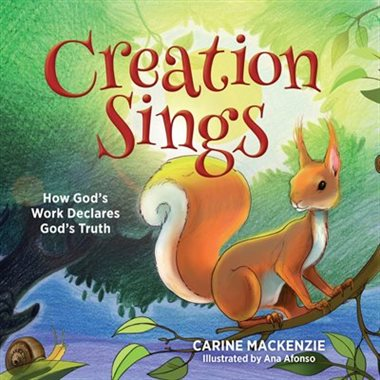 Creation
Sings
How God's
Work Declares
God's Truth
CARINE MACKENZIE
Illustrated by Ana Afonso